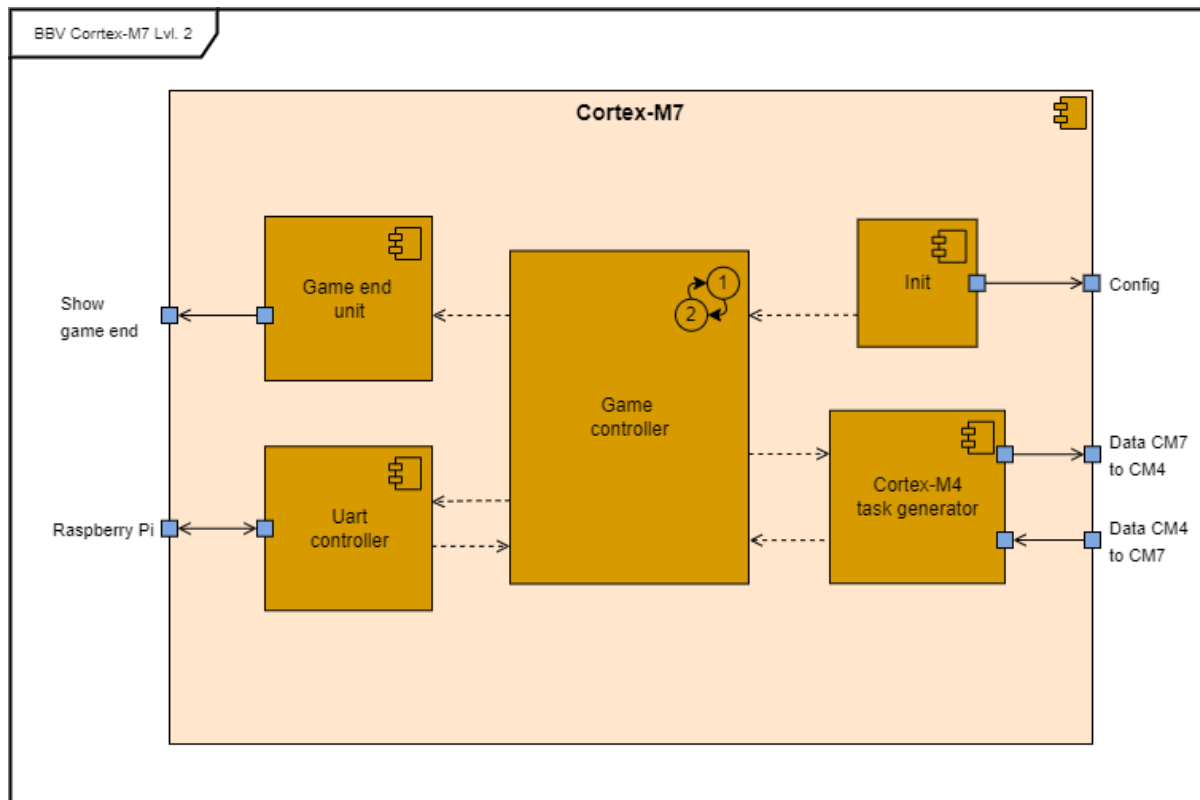 BBV Corrtex-M7 Lvl. 2
Cortex-M7
Game end
unit
1
2
Init
Show
game end
Config
Game
controller
Data CM7
to CM4
Cortex-M4
task generator
Uart
controller
Raspberry Pi
Data CM4
to CM7